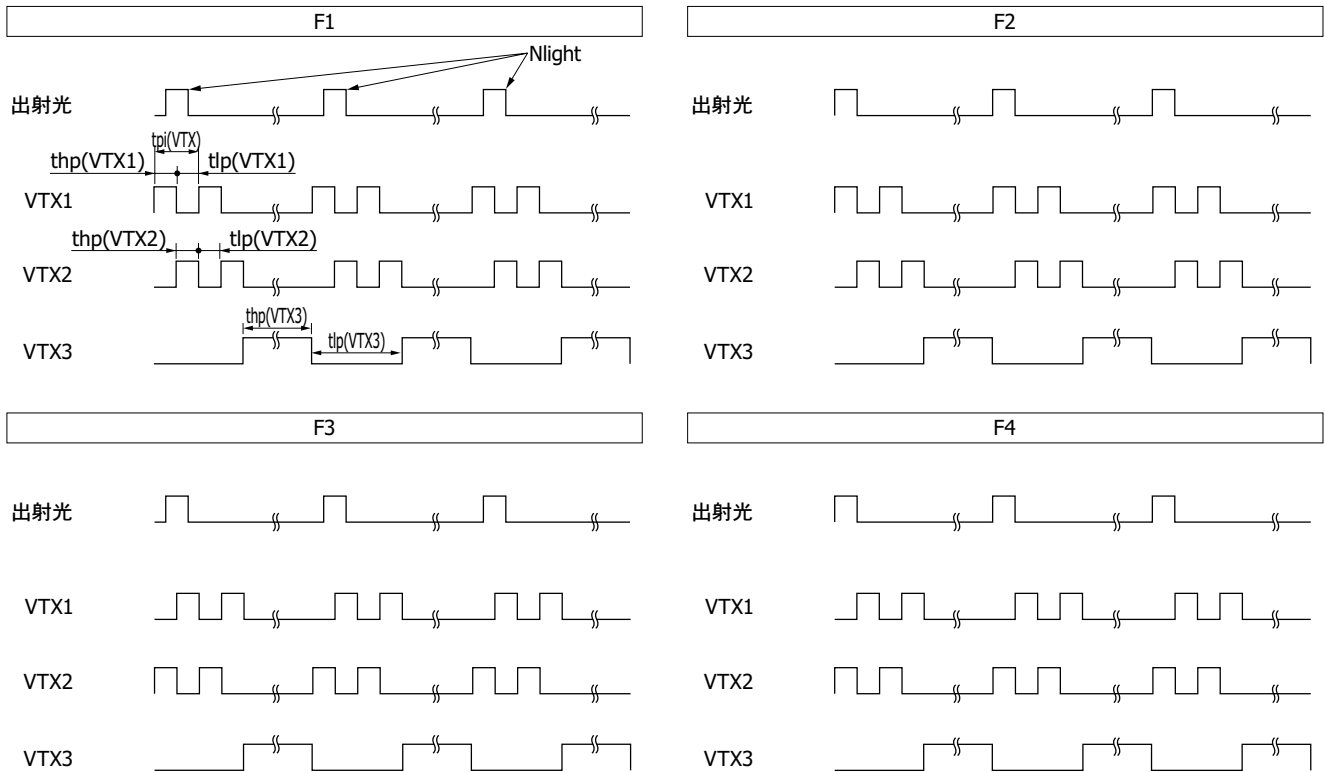 F1
Nlight
出射光
tpi(VTX)
thp(VTX1)
tlp(VTX1)
VTX1
thp(VTX2)
tlp(VTX2)
VTX2
thp(VTX3)
tlp(VTX3)
VTX3
F2
出射光
VTX1
VTX2
VTX3
F3
出射光
VTX1
VTX2
VTX3
F4
出射光
VTX1
VTX2
VTX3